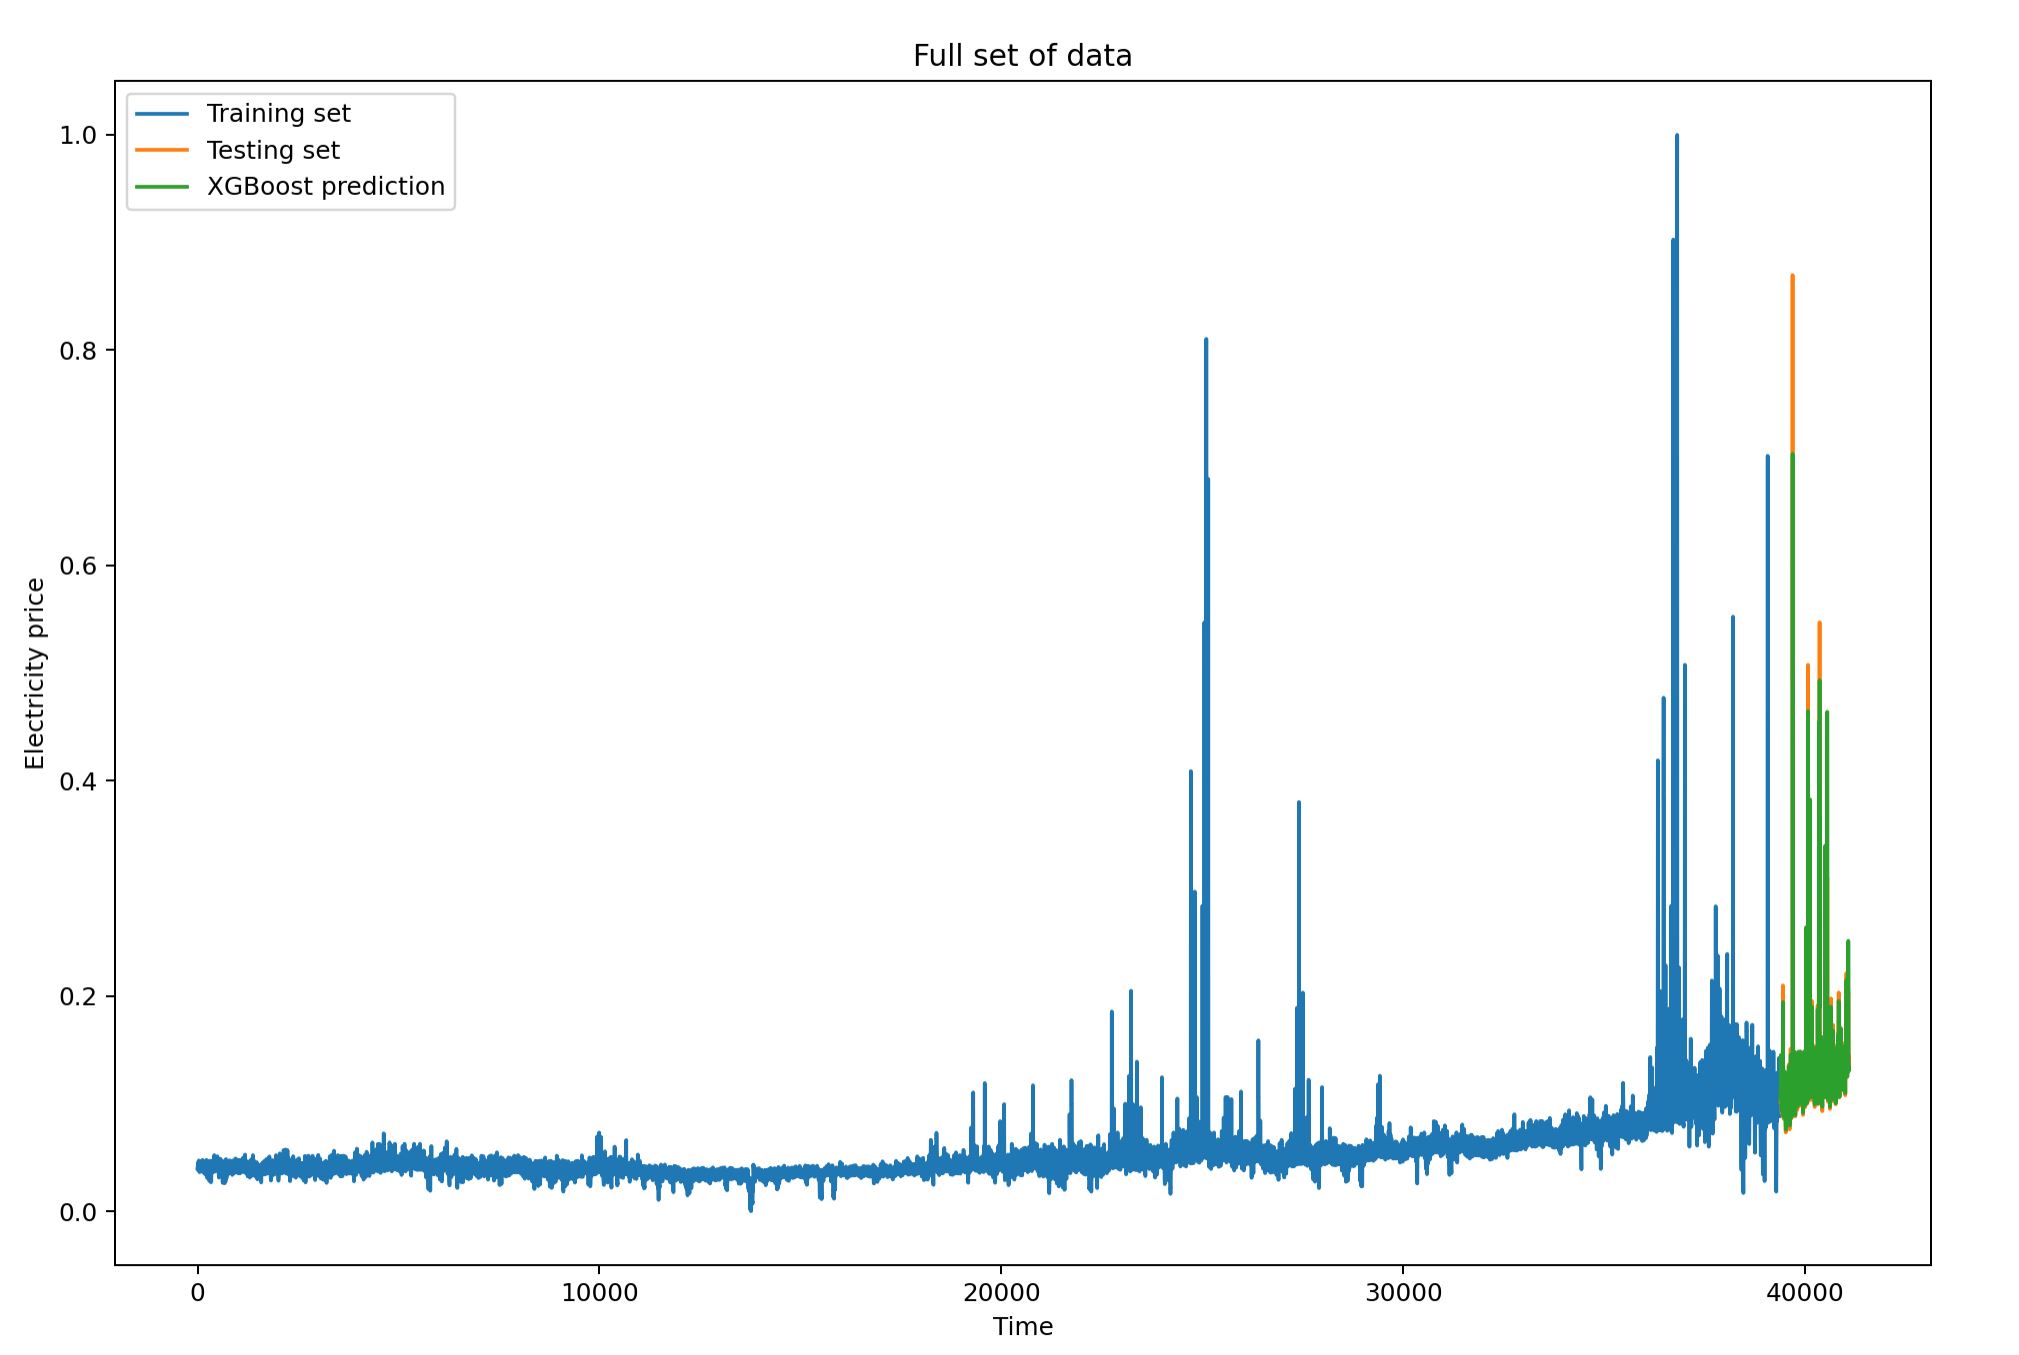 Full set of data
Training set
Testing set
XGBoost prediction
1.0
0.8
0.6
0.4
0.2
0.0
Electricity price
0 10000 20000 30000 40000
Time